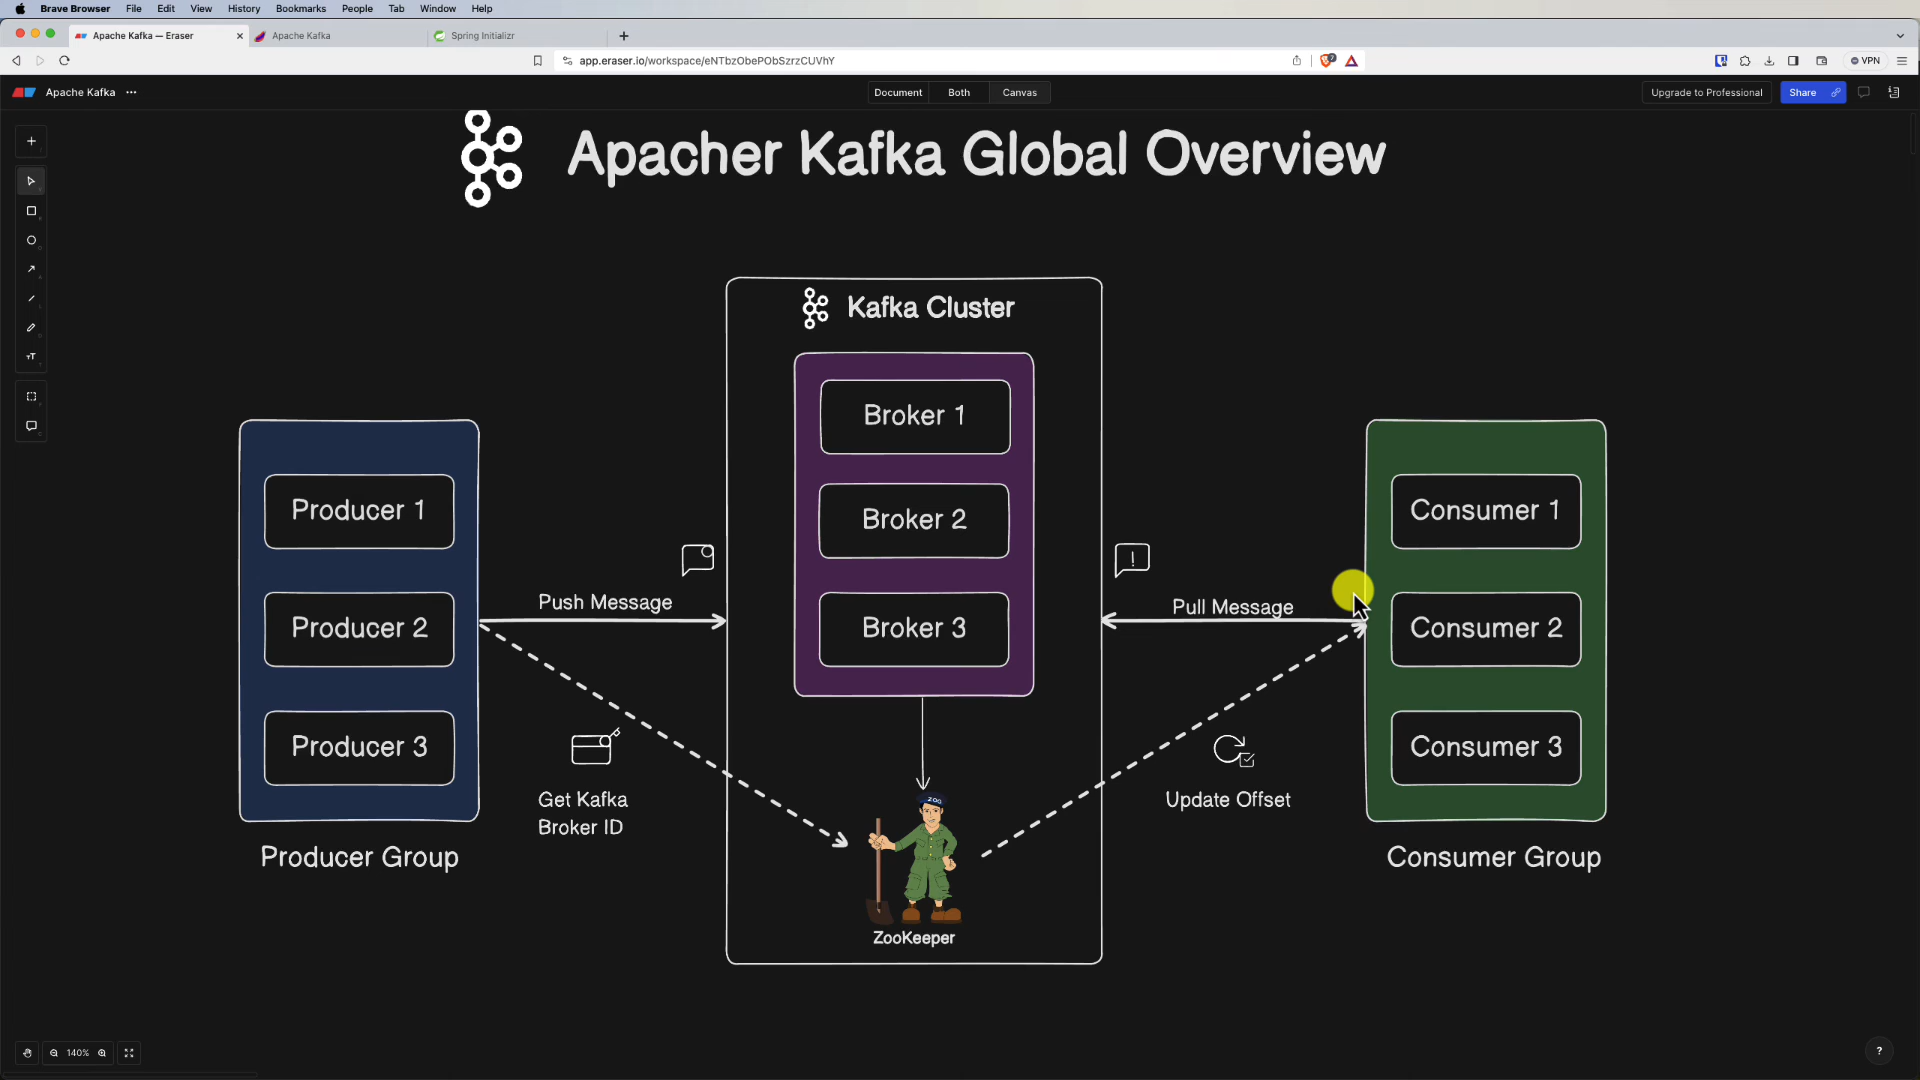 Brave Browser File Edit View History Bookmarks People Tab Window Help
Apache Kafka — Eraser
Apache Kafka
Spring Initializr
app.eraser.io/workspace/eNTbzObePObSzrzCUVhY
VPN
Apache Kafka
Document Both Canvas
Upgrade to Professional
Share
Apacher Kafka Global Overview
Kafka Cluster
Broker 1
Broker 2
Broker 3
Producer 1
Producer 2
Producer 3
Producer Group
Push Message
Get Kafka
Broker ID
Pull Message
Update Offset
Consumer 1
Consumer 2
Consumer 3
Consumer Group
ZOO
ZooKeeper
140%